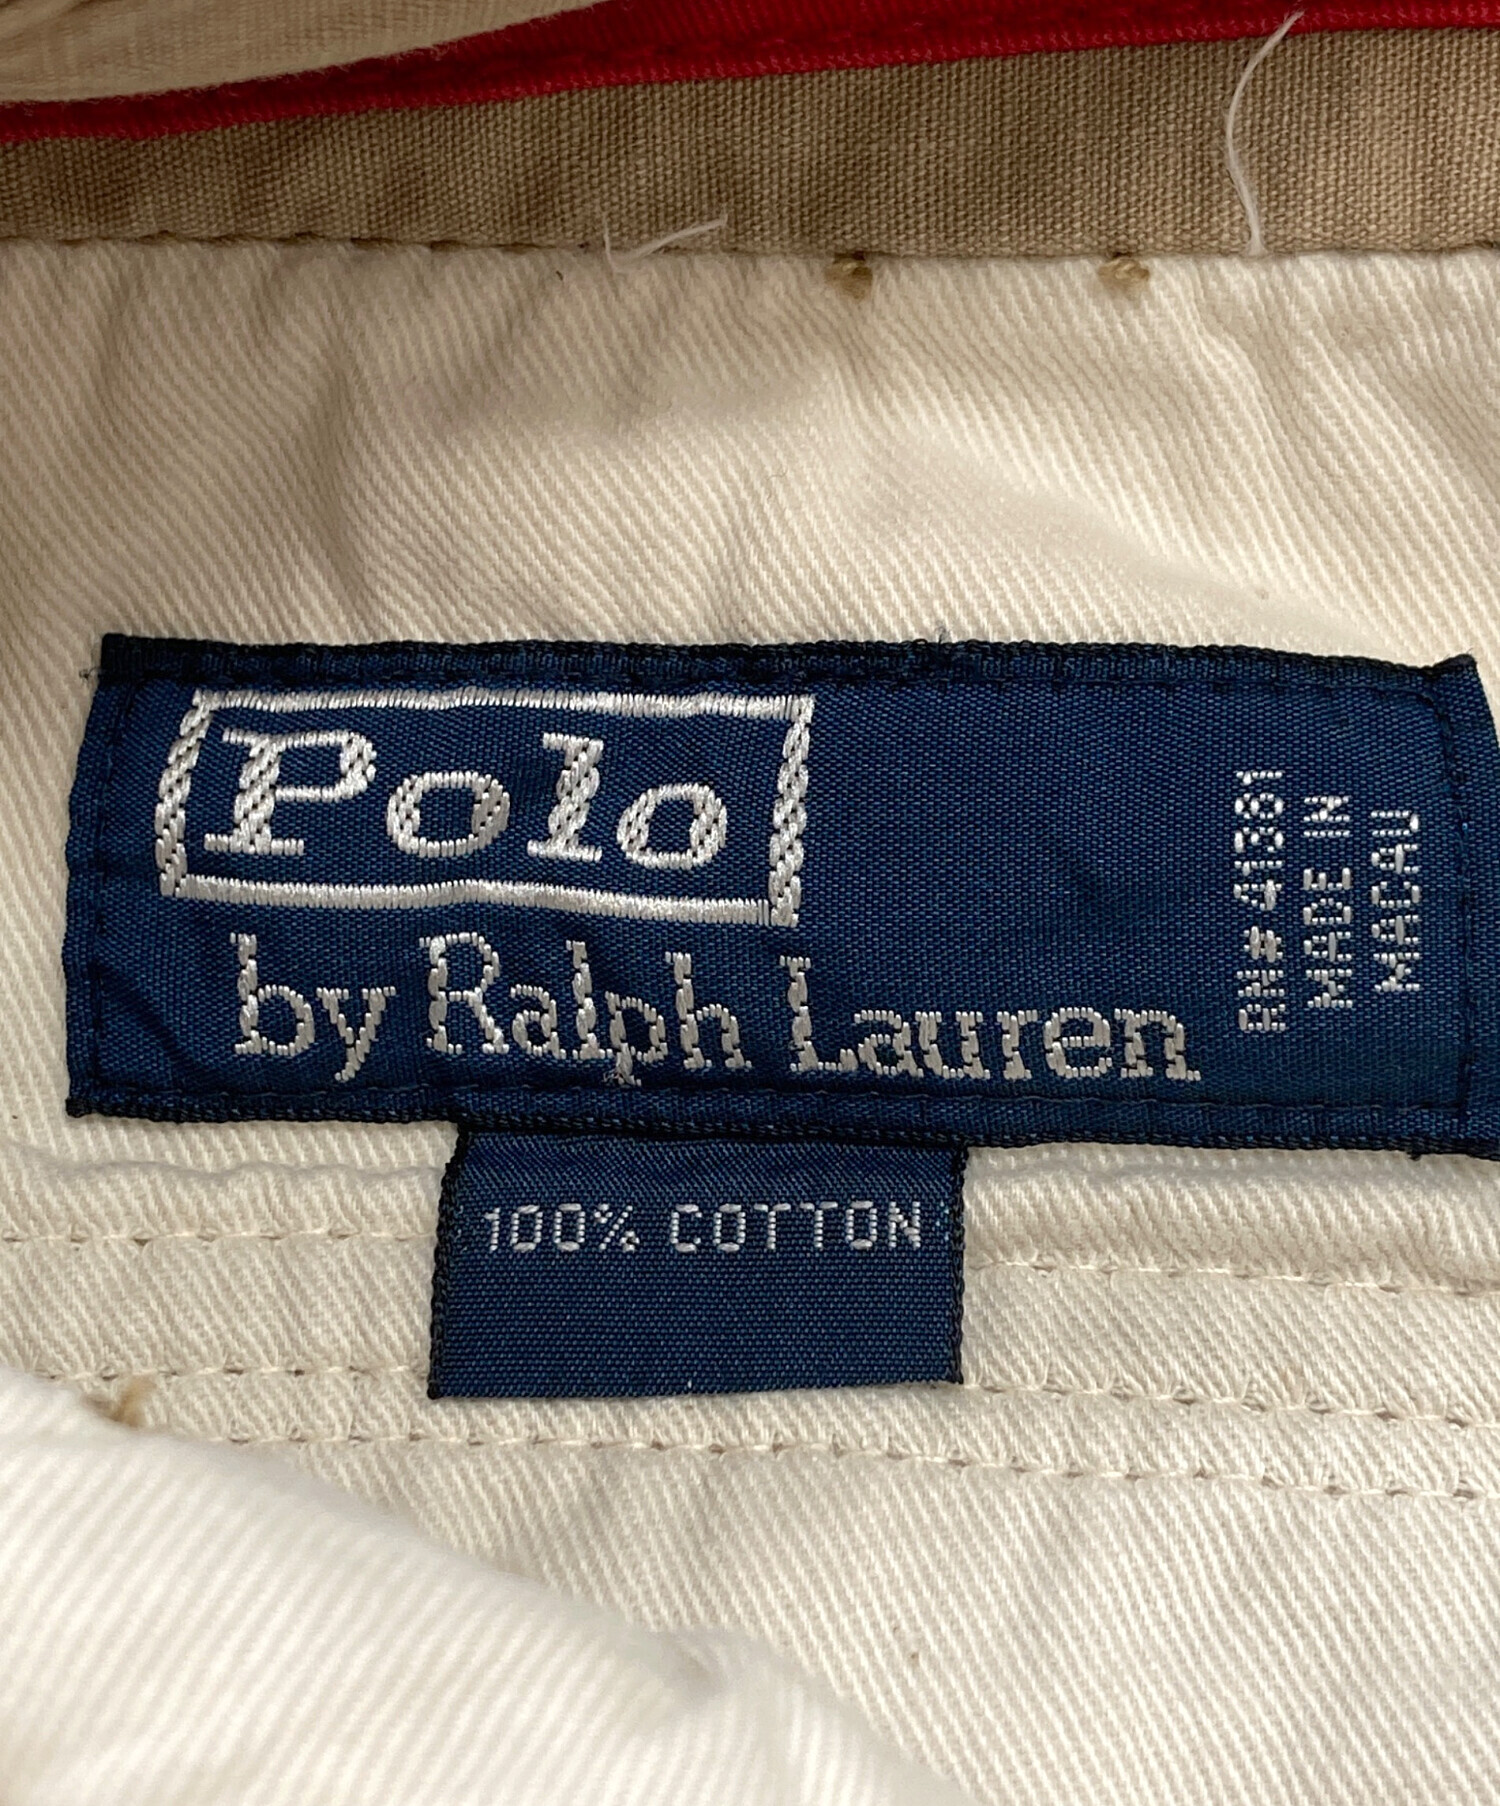 Polo
by Ralph Lauren
RN# 41381
MADE IN
MACAU
100% COTTON